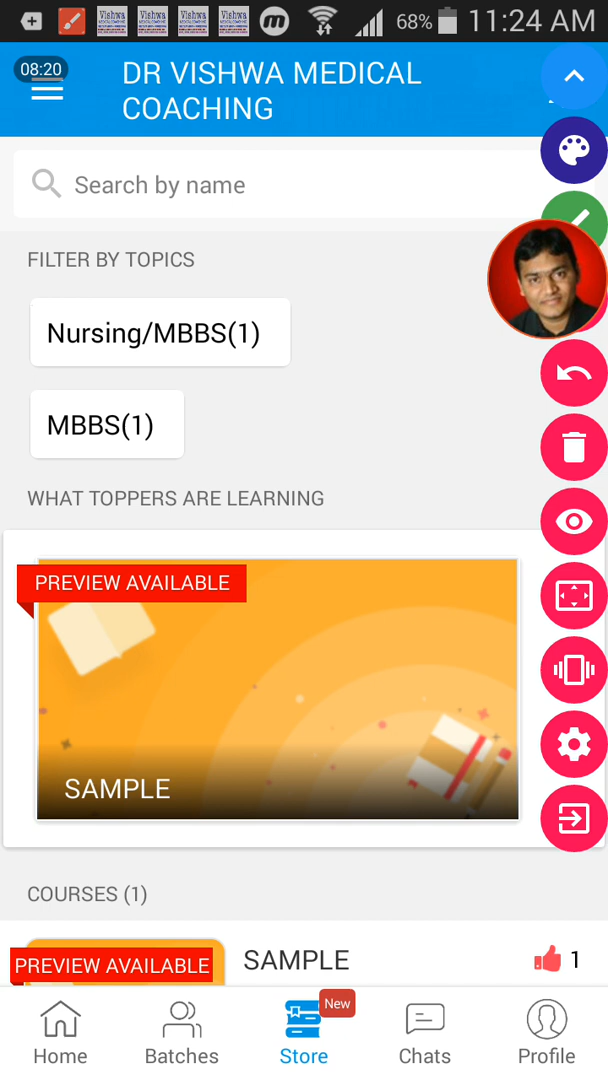 68% 11:24 AM
08:20
DR VISHWA MEDICAL
COACHING
Search by name
FILTER BY TOPICS
Nursing/MBBS(1)
MBBS(1)
WHAT TOPPERS ARE LEARNING
PREVIEW AVAILABLE
SAMPLE
COURSES (1)
PREVIEW AVAILABLE
SAMPLE
1
New
Home
Batches
Store
Chats
Profile